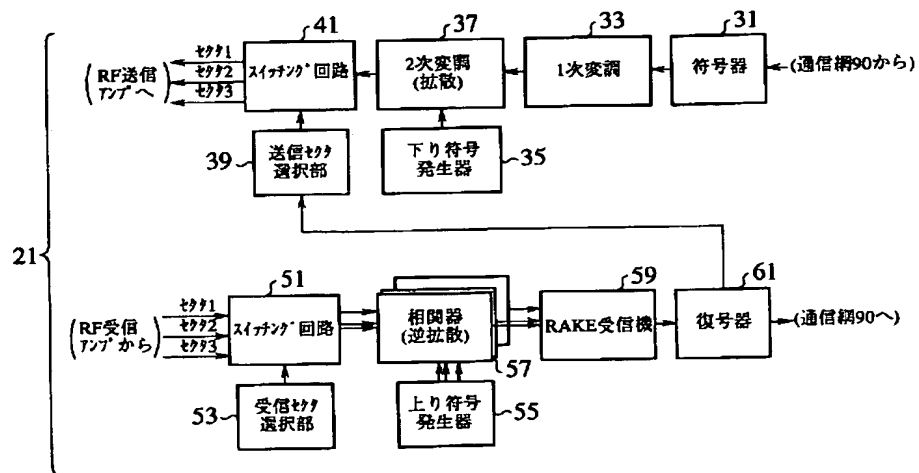 41
37
33
31
セクタ1
セクタ2
セクタ3
(RF送信
アンプへ)
スイッチング回路
2次変調
(拡散)
1次変調
符号器
(通信網90から)
39
送信セクタ
選択部
下り符号
発生器
35
21
51
59
61
セクタ1
セクタ2
セクタ3
(RF受信
アンプから)
スイッチング回路
相関器
(逆拡散)
57
RAKE受信機
復号器
(通信網90へ)
53
受信セクタ
選択部
上り符号
発生器
55